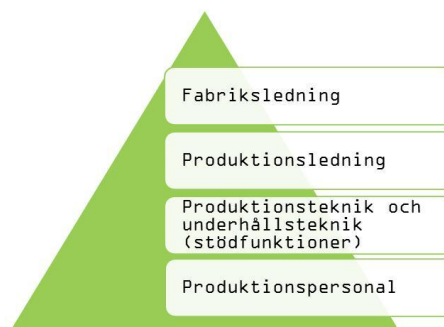 Fabriksledning
Produktionsledning
Produktionsteknik och
underhållsteknik
(stödfunktioner)
Produktionspersonal